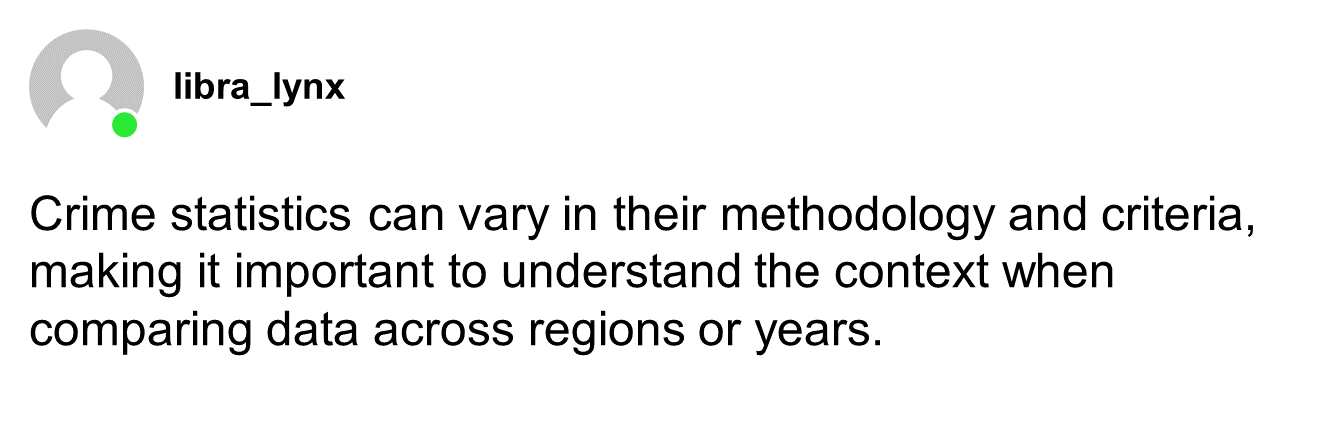 libra_lynx
Crime statistics can vary in their methodology and criteria,
making it important to understand the context when
comparing data across regions or years.